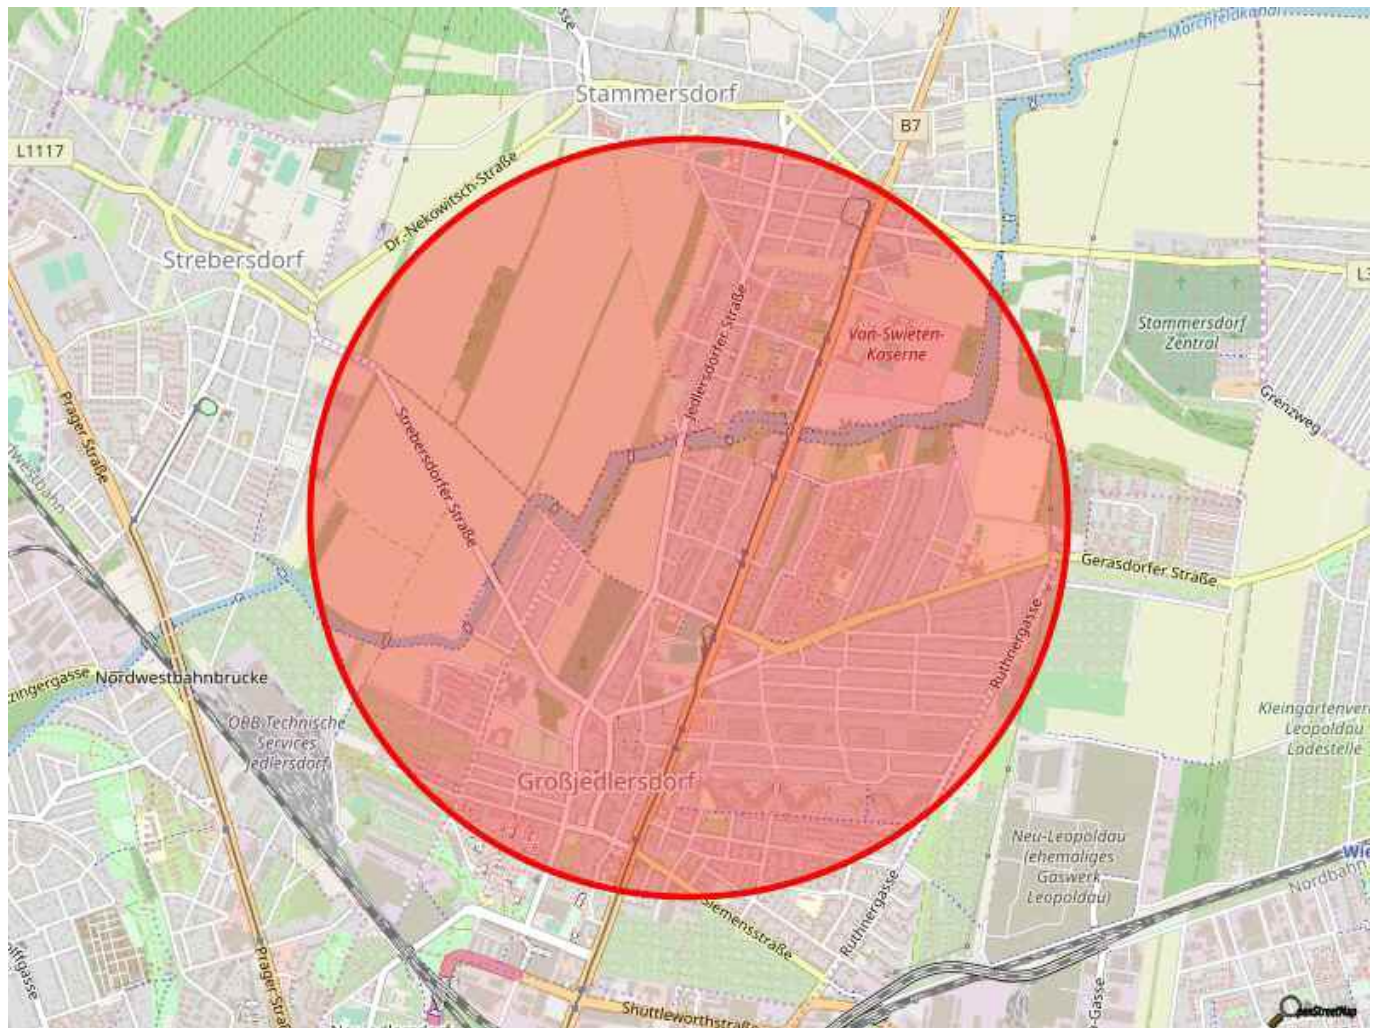 Marchfeldkanal
Stammersdorf
B7
L1117
Dr.-Nekowitsch-Straße
Strebersdorf
Stammersdorf
Zentral
Van-Swieten-
Kaserne
Jedlersdorfer Straße
Grenzweg
Prager Straße
Strebersdorfer Straße
Gerasdorfer Straße
Ruthnergasse
Nordwestbahnbrücke
ÖBB Technische
Services
Jedlersdorf
Leopoldau
Ladestelle
Großjedlersdorf
Neu-Leopoldau
(ehemaliges
Gaswerk
Leopoldau)
Nordbahn
Siemensstraße
Ruthnergasse
Prager Straße
Shuttleworthstraße
OpenStreetMap